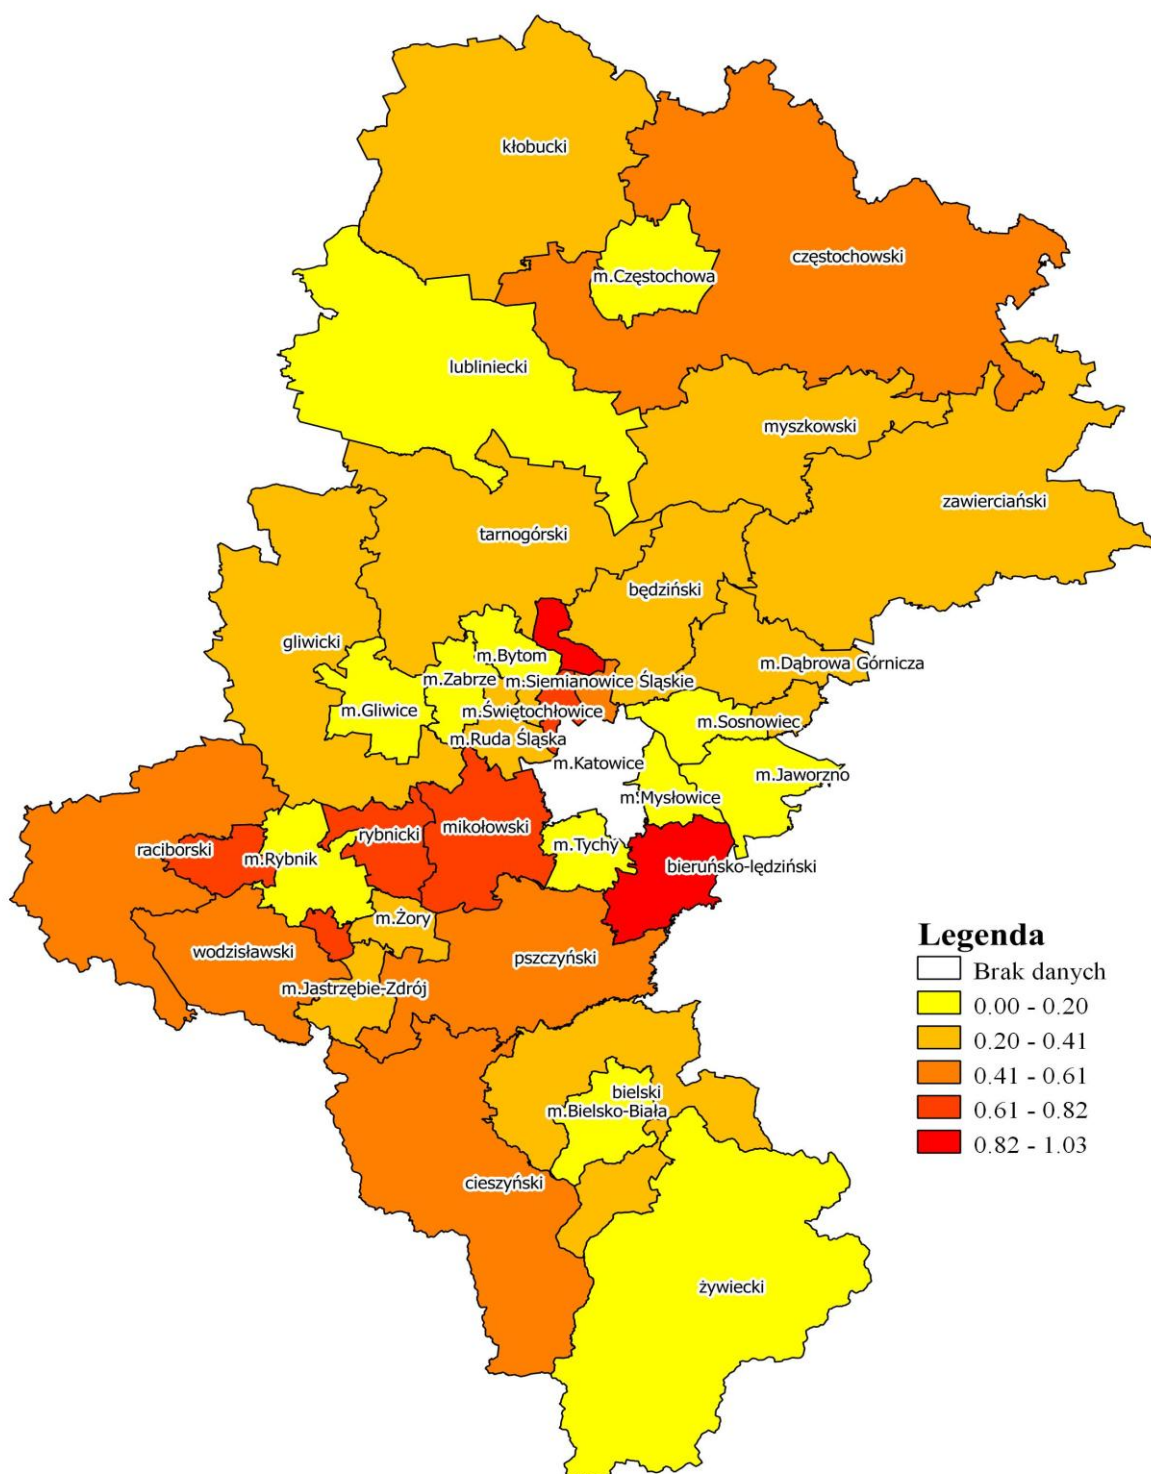 kłobucki
częstochowski
m.Częstochowa
lubliniecki
myszkowski
zawierciański
tarnogórski
będziński
gliwicki
m.Bytom
m.Dąbrowa Górnicza
m.Zabrze
m.Siemianowice Śląskie
m.Gliwice
m.Świętochłowice
m.Sosnowiec
m.Ruda Śląska
m.Katowice
m.Jaworzno
m.Mysłowice
mikołowski
rybnicki
raciborski
m.Rybnik
m.Tychy
bieruńsko-lędziński
m.Żory
wodzisławski
pszczyński
m.Jastrzębie-Zdrój
bielski
m.Bielsko-Biała
cieszyński
żywiecki
Legenda
Brak danych
0.00 - 0.20
0.20 - 0.41
0.41 - 0.61
0.61 - 0.82
0.82 - 1.03